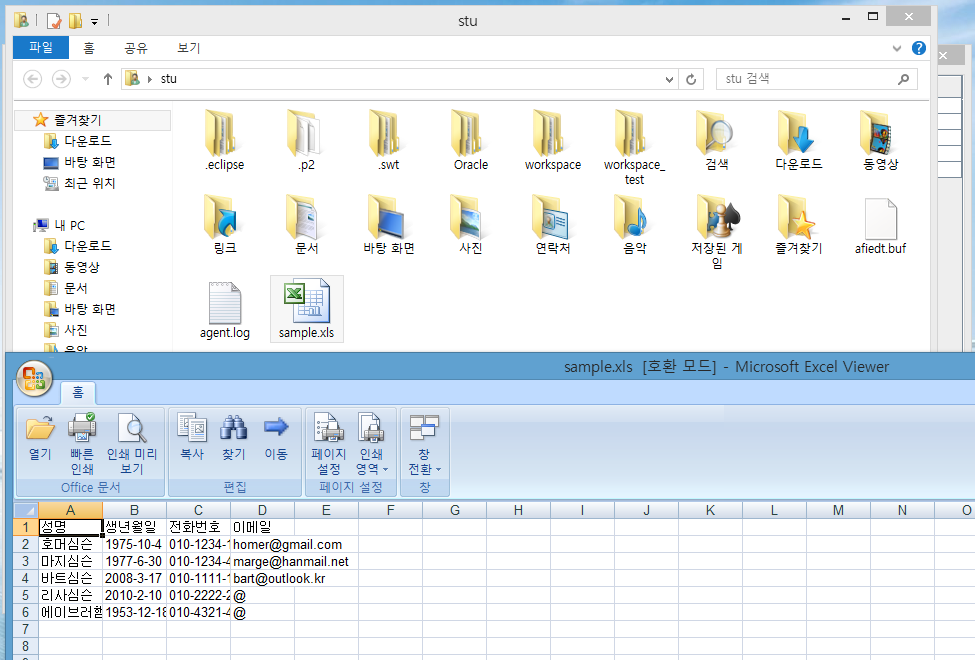 stu
파일 홈 공유 보기
stu
stu 검색
즐겨찾기
다운로드
바탕 화면
최근 위치
내 PC
다운로드
동영상
문서
바탕 화면
사진
음악
.eclipse .p2 .swt Oracle workspace workspace_test 검색 다운로드 동영상
링크 문서 바탕 화면 사진 연락처 음악 저장된 게임 즐겨찾기 afiedt.buf
agent.log sample.xls
sample.xls [호환 모드] - Microsoft Excel Viewer
홈
열기 빠른 인쇄 인쇄 미리 보기 복사 찾기 이동 페이지 설정 인쇄 영역 창 전환
Office 문서 편집 페이지 설정 창
A B C D E F G H I J K L M N O
1 성명 생년월일 전화번호 이메일
2 호머심슨 1975-10-4 010-1234-1 homer@gmail.com
3 마지심슨 1977-6-30 010-1234-4 marge@hanmail.net
4 바트심슨 2008-3-17 010-1111-1 bart@outlook.kr
5 리사심슨 2010-2-10 010-2222-2 @
6 에이브러햄 1953-12-18 010-4321-4 @
7
8